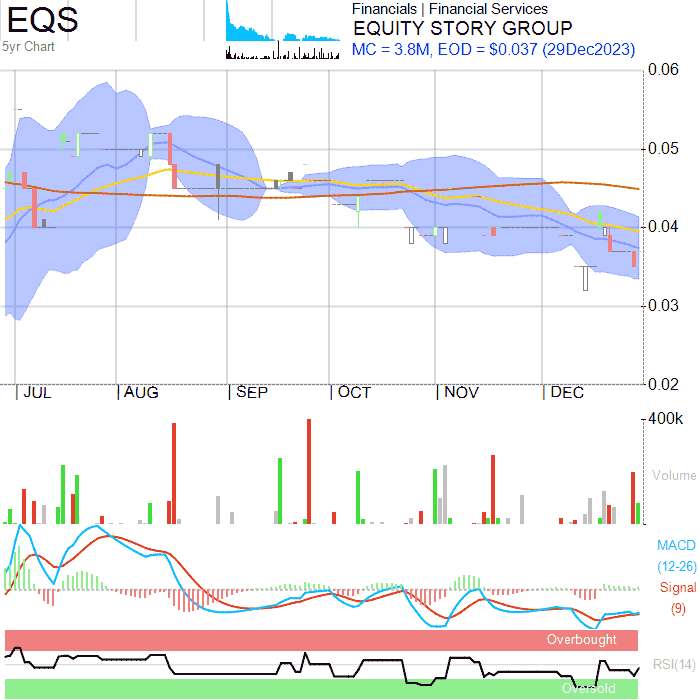 EQS
5yr Chart
Financials | Financial Services
EQUITY STORY GROUP
MC = 3.8M, EOD = $0.037 (29Dec2023)
0.06
0.05
0.04
0.03
0.02
JUL AUG SEP OCT NOV DEC
400k
Volume
MACD
(12-26)
Signal
(9)
Overbought
RSI(14)
Oversold